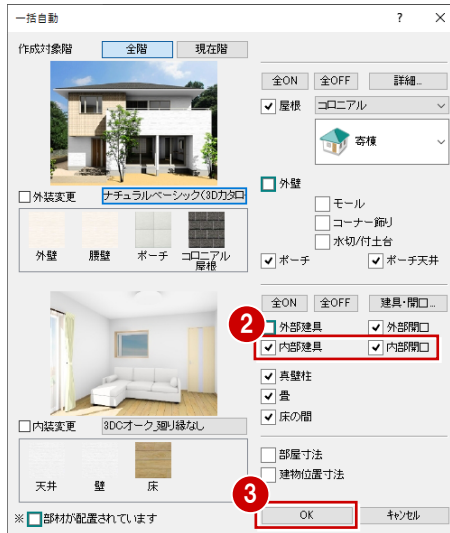 一括自動 ? ×
作成対象階 全階 現在階
全ON 全OFF 詳細...
屋根 コロニアル
寄棟
外装変更 ナチュラルベーシック(3Dカタロ
外壁 腰壁 ポーチ コロニアル屋根
外壁
モール
コーナー飾り
水切/付土台
ポーチ ポーチ天井
全ON 全OFF 建具・開口...
2
外部建具 外部開口
内部建具 内部開口
真壁柱
畳
床の間
内装変更 3DCオーク_廻り縁なし
天井 壁 床
部屋寸法
建物位置寸法
3
※ 部材が配置されています
OK キャンセル